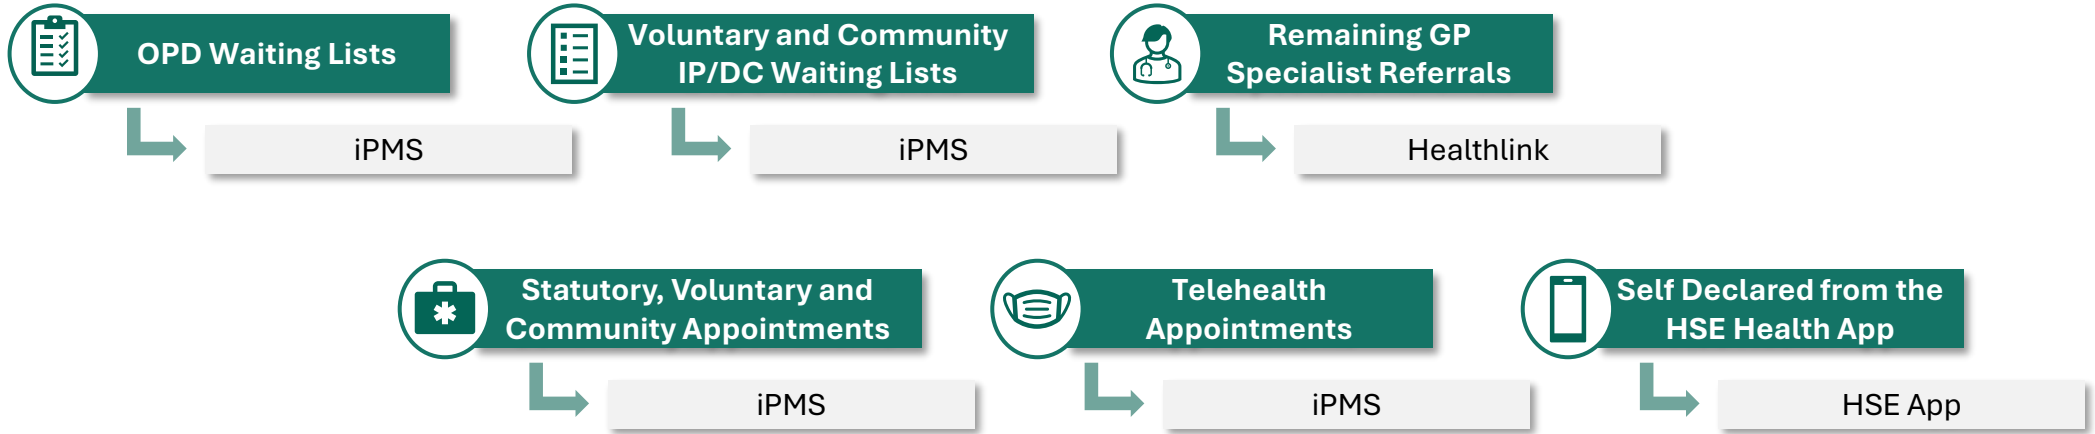 OPD Waiting Lists
iPMS
Voluntary and Community
IP/DC Waiting Lists
iPMS
Remaining GP
Specialist Referrals
Healthlink
Statutory, Voluntary and
Community Appointments
iPMS
Telehealth
Appointments
iPMS
Self Declared from the
HSE Health App
HSE App